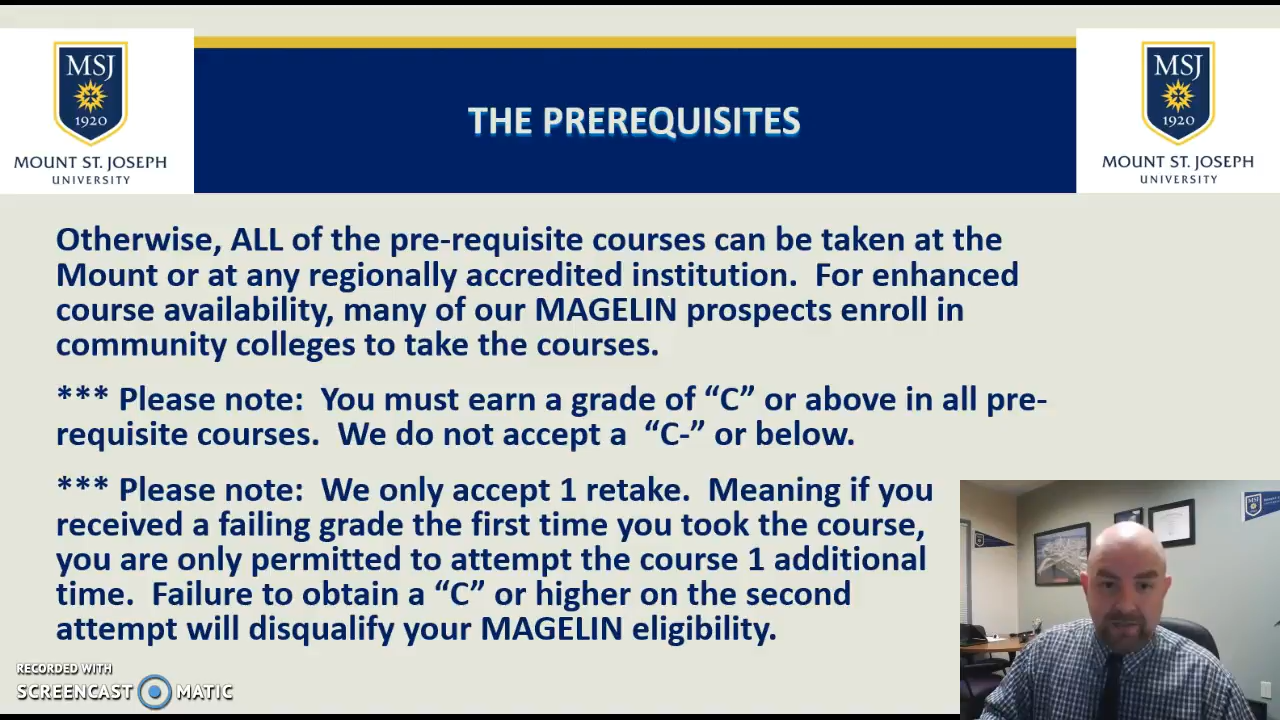 MSJ
1920
MOUNT ST. JOSEPH
UNIVERSITY
THE PREREQUISITES
MSJ
1920
MOUNT ST. JOSEPH
UNIVERSITY
Otherwise, ALL of the pre-requisite courses can be taken at the
Mount or at any regionally accredited institution.  For enhanced
course availability, many of our MAGELIN prospects enroll in
community colleges to take the courses.
*** Please note:  You must earn a grade of “C” or above in all pre-
requisite courses.  We do not accept a  “C-” or below.
*** Please note:  We only accept 1 retake.  Meaning if you
received a failing grade the first time you took the course,
you are only permitted to attempt the course 1 additional
time.  Failure to obtain a “C” or higher on the second
attempt will disqualify your MAGELIN eligibility.
RECORDED WITH
SCREENCAST MATIC